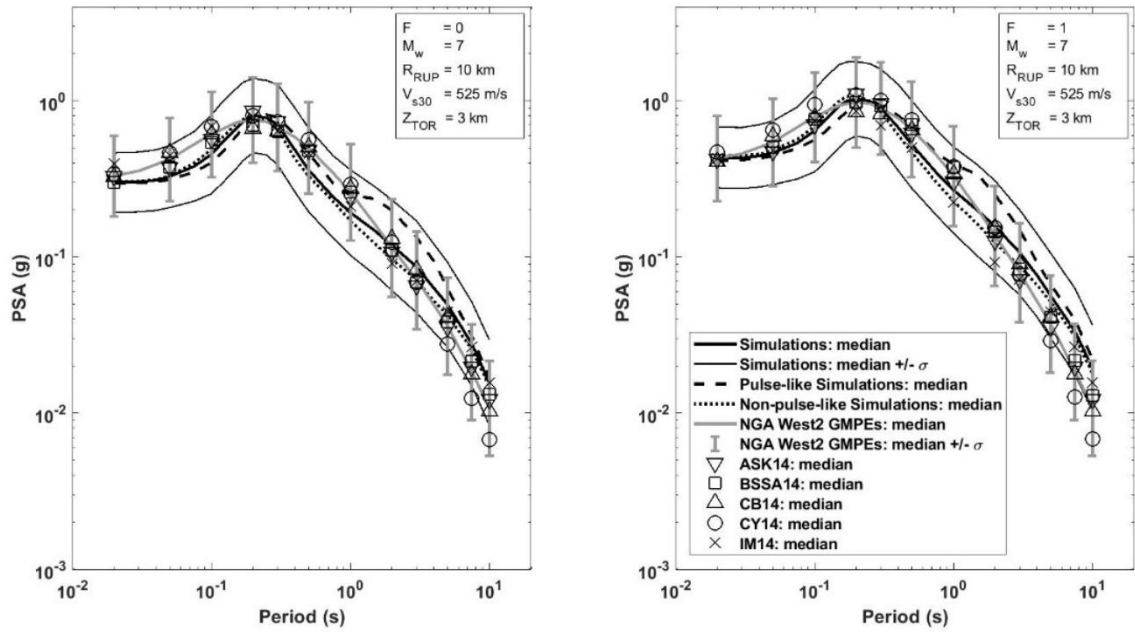 F = 0
M_w = 7
R_RUP = 10 km
V_s30 = 525 m/s
Z_TOR = 3 km
10^0
10^-1
10^-2
10^-3
PSA (g)
10^-2
10^-1
10^0
10^1
Period (s)
F = 1
M_w = 7
R_RUP = 10 km
V_s30 = 525 m/s
Z_TOR = 3 km
10^0
10^-1
10^-2
10^-3
PSA (g)
Simulations: median
Simulations: median +/- σ
Pulse-like Simulations: median
Non-pulse-like Simulations: median
NGA West2 GMPEs: median
NGA West2 GMPEs: median +/- σ
ASK14: median
BSSA14: median
CB14: median
CY14: median
IM14: median
10^-2
10^-1
10^0
10^1
Period (s)